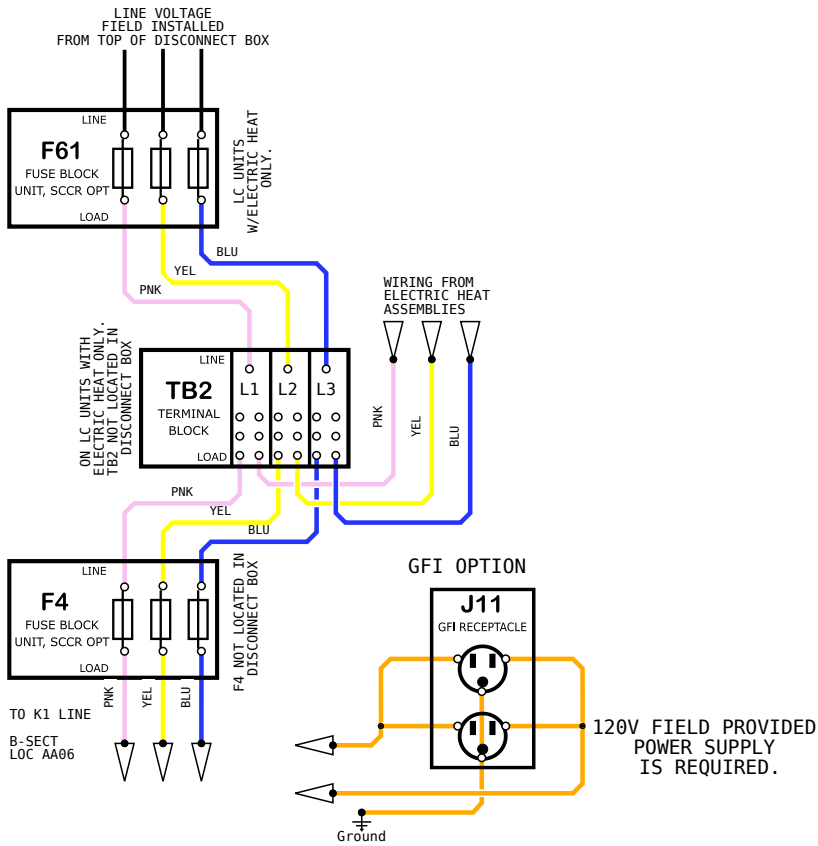 LINE VOLTAGE
FIELD INSTALLED
FROM TOP OF DISCONNECT BOX
LINE
F61
FUSE BLOCK
UNIT, SCCR OPT
LOAD
LC UNITS
W/ELECTRIC HEAT
ONLY.
BLU
YEL
PNK
WIRING FROM
ELECTRIC HEAT
ASSEMBLIES
ON LC UNITS WITH
ELECTRIC HEAT ONLY.
TB2 NOT LOCATED IN
DISCONNECT BOX
LINE
TB2
TERMINAL
BLOCK
LOAD
L1
L2
L3
PNK
YEL
BLU
PNK
YEL
BLU
LINE
F4
FUSE BLOCK
UNIT, SCCR OPT
LOAD
F4 NOT LOCATED IN
DISCONNECT BOX
PNK
YEL
BLU
TO K1 LINE
B-SECT
LOC AA06
GFI OPTION
J11
GFI RECEPTACLE
120V FIELD PROVIDED
POWER SUPPLY
IS REQUIRED.
Ground